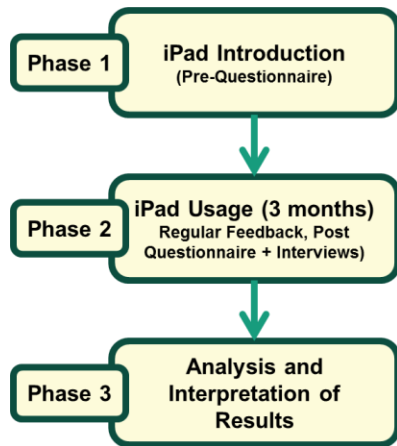 Phase 1
iPad Introduction
(Pre-Questionnaire)
Phase 2
iPad Usage (3 months)
Regular Feedback, Post
Questionnaire + Interviews)
Phase 3
Analysis and
Interpretation of
Results